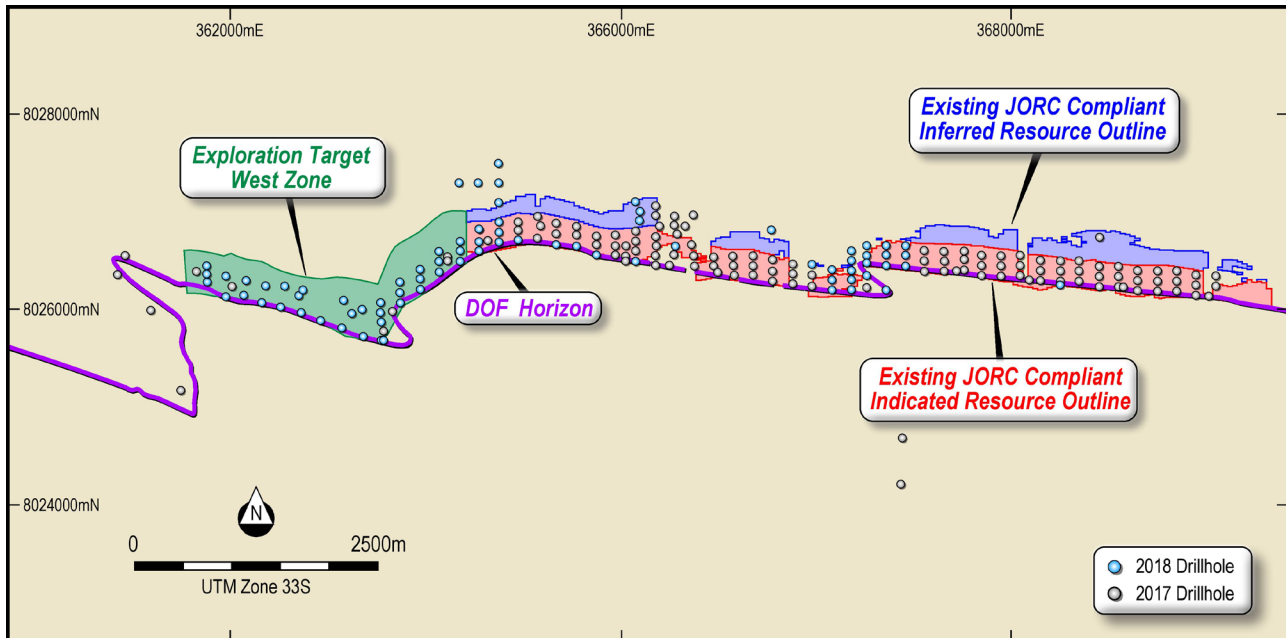 362000mE
366000mE
368000mE
8028000mN
Existing JORC Compliant
Inferred Resource Outline
Exploration Target
West Zone
8026000mN
DOF Horizon
Existing JORC Compliant
Indicated Resource Outline
8024000mN
N
0
2500m
UTM Zone 33S
2018 Drillhole
2017 Drillhole